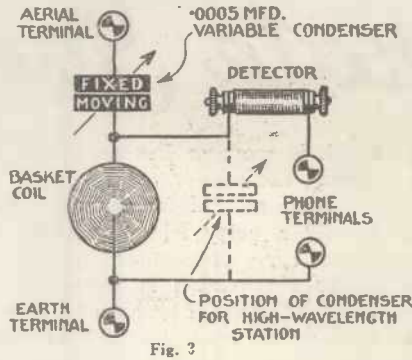 AERIAL
TERMINAL
·0005 MFD.
VARIABLE CONDENSER
FIXED
MOVING
DETECTOR
BASKET
COIL
PHONE
TERMINALS
EARTH
TERMINAL
POSITION OF CONDENSER
FOR HIGH-WAVELENGTH
STATION
Fig. 3